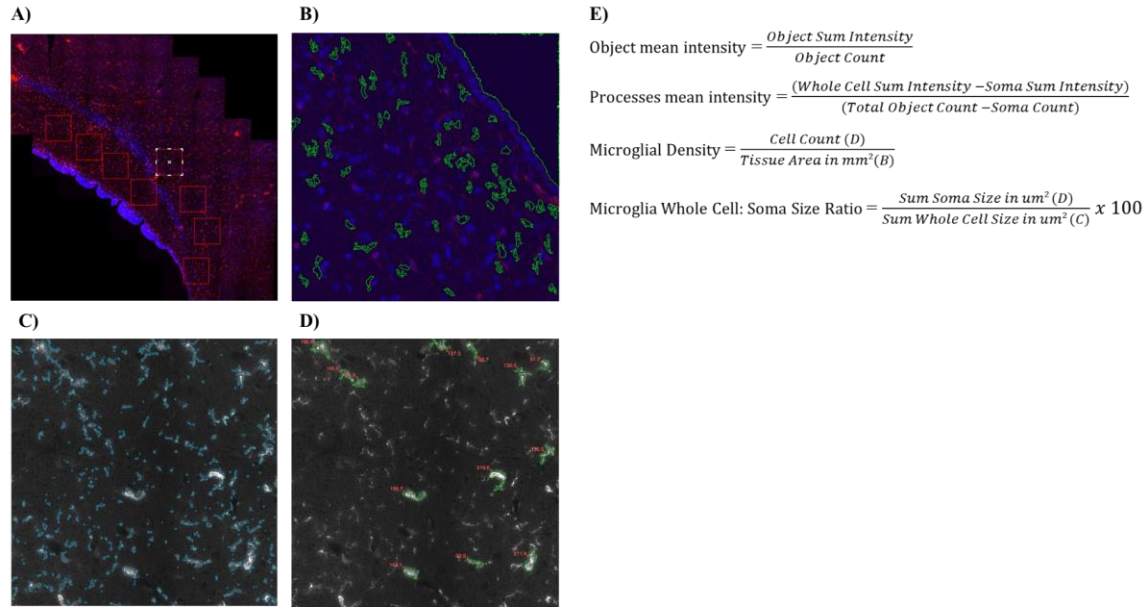 A)
B)
E)
Object mean intensity = Object Sum Intensity / Object Count
Processes mean intensity = (Whole Cell Sum Intensity −Soma Sum Intensity) / (Total Object Count −Soma Count)
Microglial Density = Cell Count (D) / Tissue Area in mm²(B)
Microglia Whole Cell: Soma Size Ratio = Sum Soma Size in um² (D) / Sum Whole Cell Size in um² (C) x 100
C)
D)